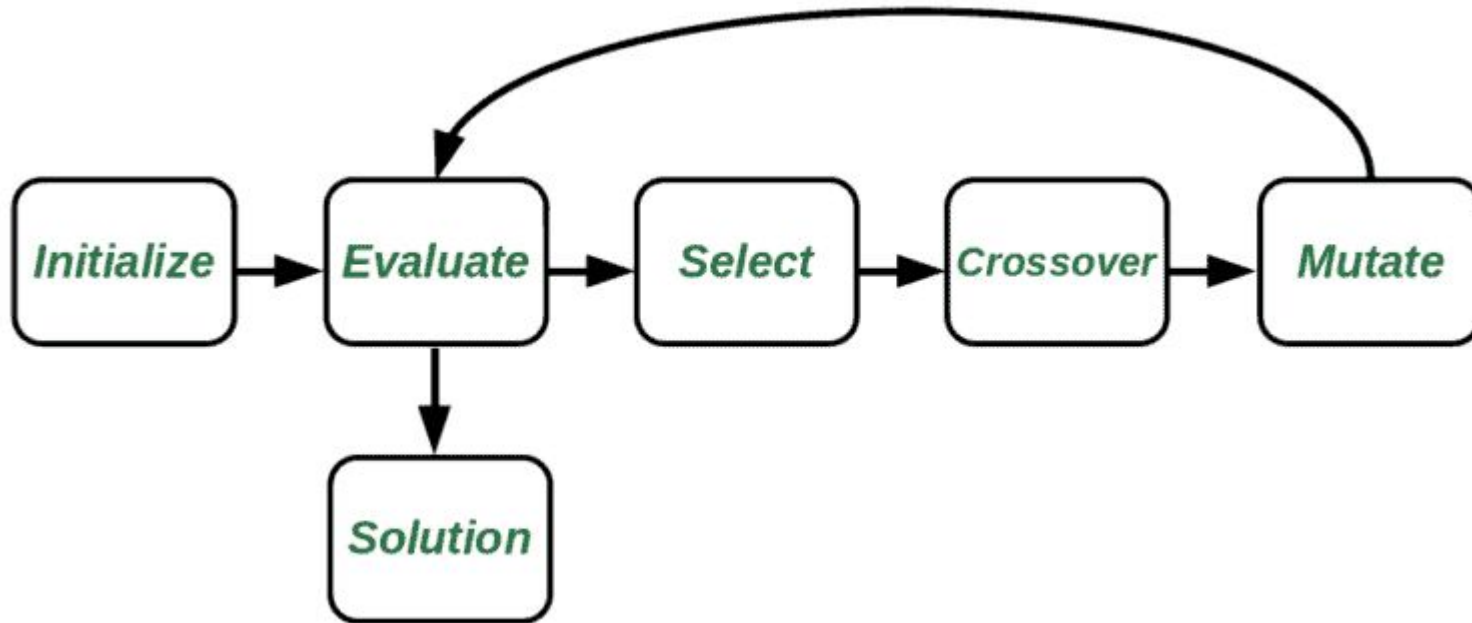 Initialize
Evaluate
Select
Crossover
Mutate
Solution